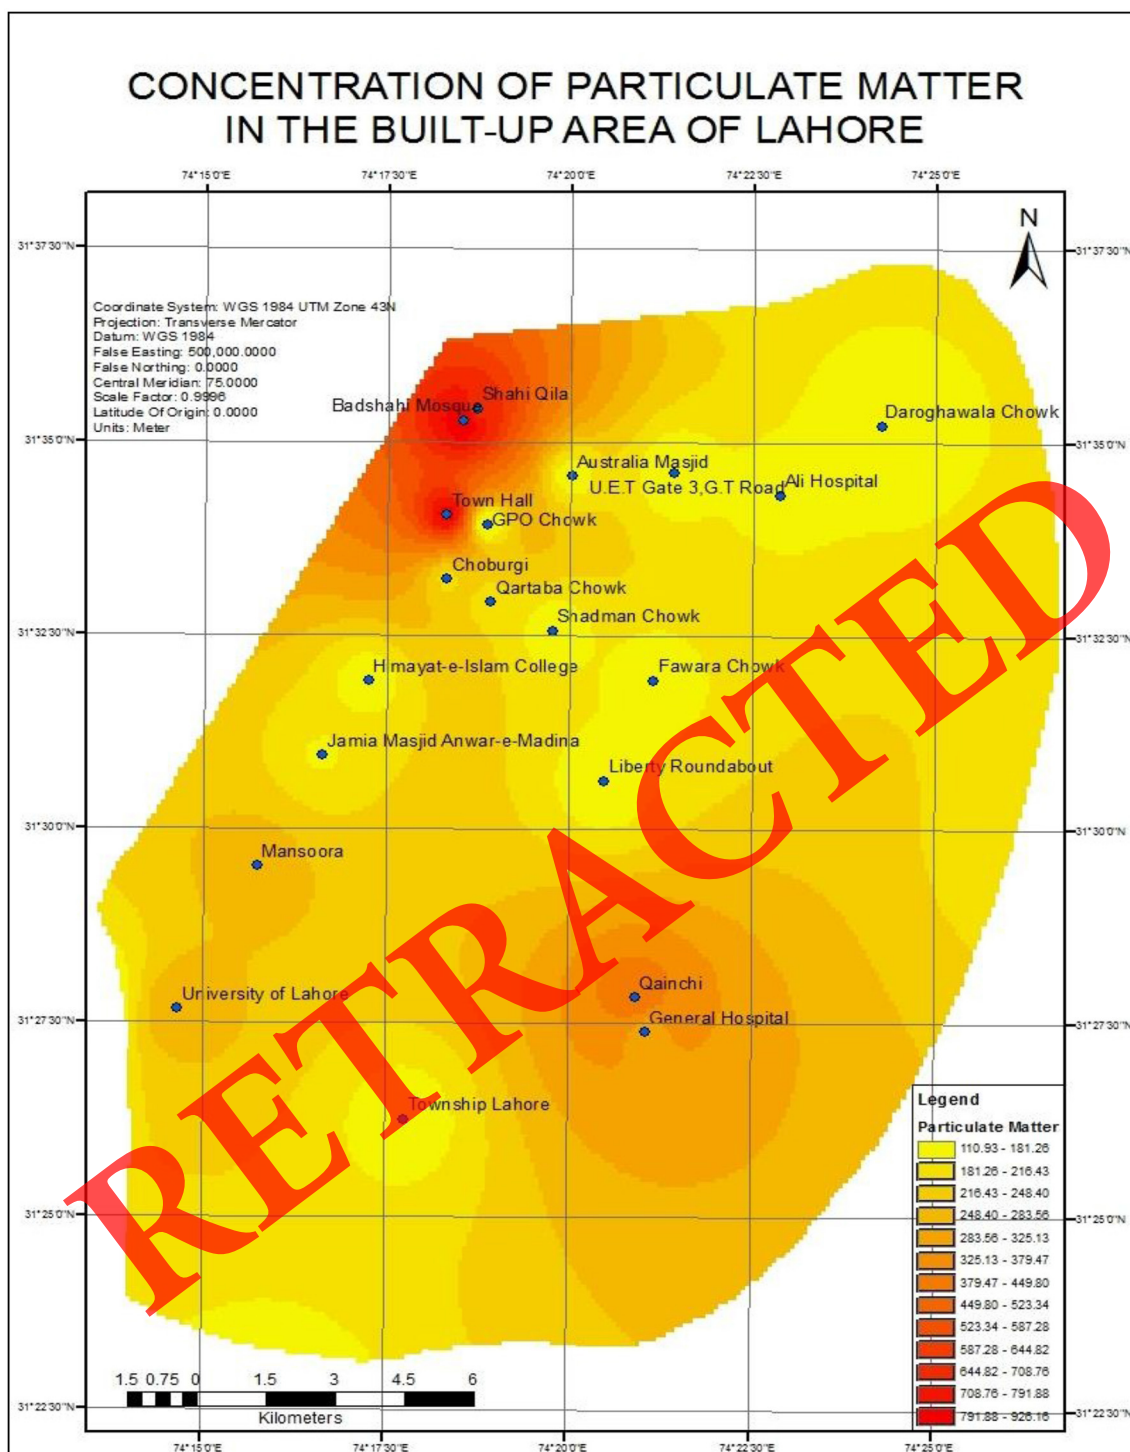 CONCENTRATION OF PARTICULATE MATTER
IN THE BUILT-UP AREA OF LAHORE
74°15'0"E 74°17'30"E 74°20'0"E 74°22'30"E 74°25'0"E
N
31°37'30"N 31°37'30"N
Coordinate System: WGS 1984 UTM Zone 43N
Projection: Transverse Mercator
Datum: WGS 1984
False Easting: 500,000.0000
False Northing: 0.0000
Central Meridian: 75.0000
Scale Factor: 0.9996
Latitude Of Origin: 0.0000
Units: Meter
Shahi Qila
Badshahi Mosque
Daroghawala Chowk
31°35'0"N 31°35'0"N
Australia Masjid
U.E.T Gate 3,G.T Road
Ali Hospital
Town Hall
GPO Chowk
Choburgi
Qartaba Chowk
Shadman Chowk
31°32'30"N 31°32'30"N
Himayat-e-Islam College
Fawara Chowk
Jamia Masjid Anwar-e-Madina
Liberty Roundabout
31°30'0"N 31°30'0"N
Mansoora
Qainchi
University of Lahore
General Hospital
31°27'30"N 31°27'30"N
Township Lahore
RETRACTED
31°25'0"N 31°25'0"N
Legend
Particulate Matter
110.93 - 181.26
181.26 - 216.43
216.43 - 248.40
248.40 - 283.56
283.56 - 325.13
325.13 - 379.47
379.47 - 449.80
449.80 - 523.34
523.34 - 587.28
587.28 - 644.82
644.82 - 708.76
708.76 - 791.88
791.88 - 926.16
1.5 0.75 0 1.5 3 4.5 6
Kilometers
31°22'30"N 31°22'30"N
74°15'0"E 74°17'30"E 74°20'0"E 74°22'30"E 74°25'0"E